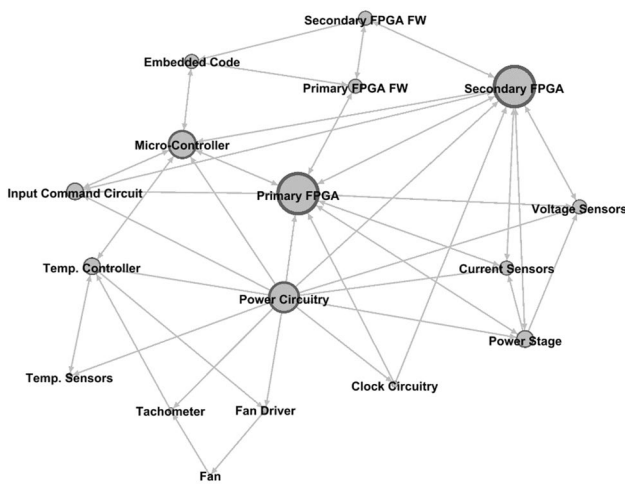 Secondary FPGA FW
Embedded Code
Primary FPGA FW
Secondary FPGA
Micro-Controller
Input Command Circuit
Primary FPGA
Voltage Sensors
Temp. Controller
Current Sensors
Power Circuitry
Power Stage
Temp. Sensors
Clock Circuitry
Tachometer
Fan Driver
Fan